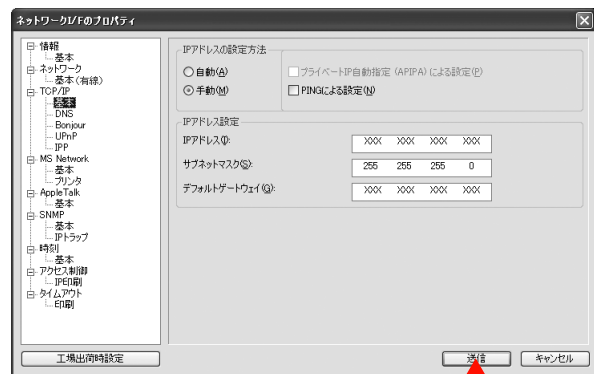 ネットワークI/Fのプロパティ
情報
基本
ネットワーク
基本(有線)
TCP/IP
基本
DNS
Bonjour
UPnP
IPP
MS Network
基本
プリンタ
AppleTalk
基本
SNMP
基本
IPトラップ
時刻
基本
アクセス制御
IPE印刷
タイムアウト
印刷
IPアドレスの設定方法
自動(A)
プライベートIP自動指定 (APIPA) による設定(P)
手動(M)
PINGによる設定(N)
IPアドレス設定
IPアドレス(I):
XXX XXX XXX XXX
サブネットマスク(S):
255 255 255 0
デフォルトゲートウェイ(G):
XXX XXX XXX XXX
工場出荷時設定
送信
キャンセル